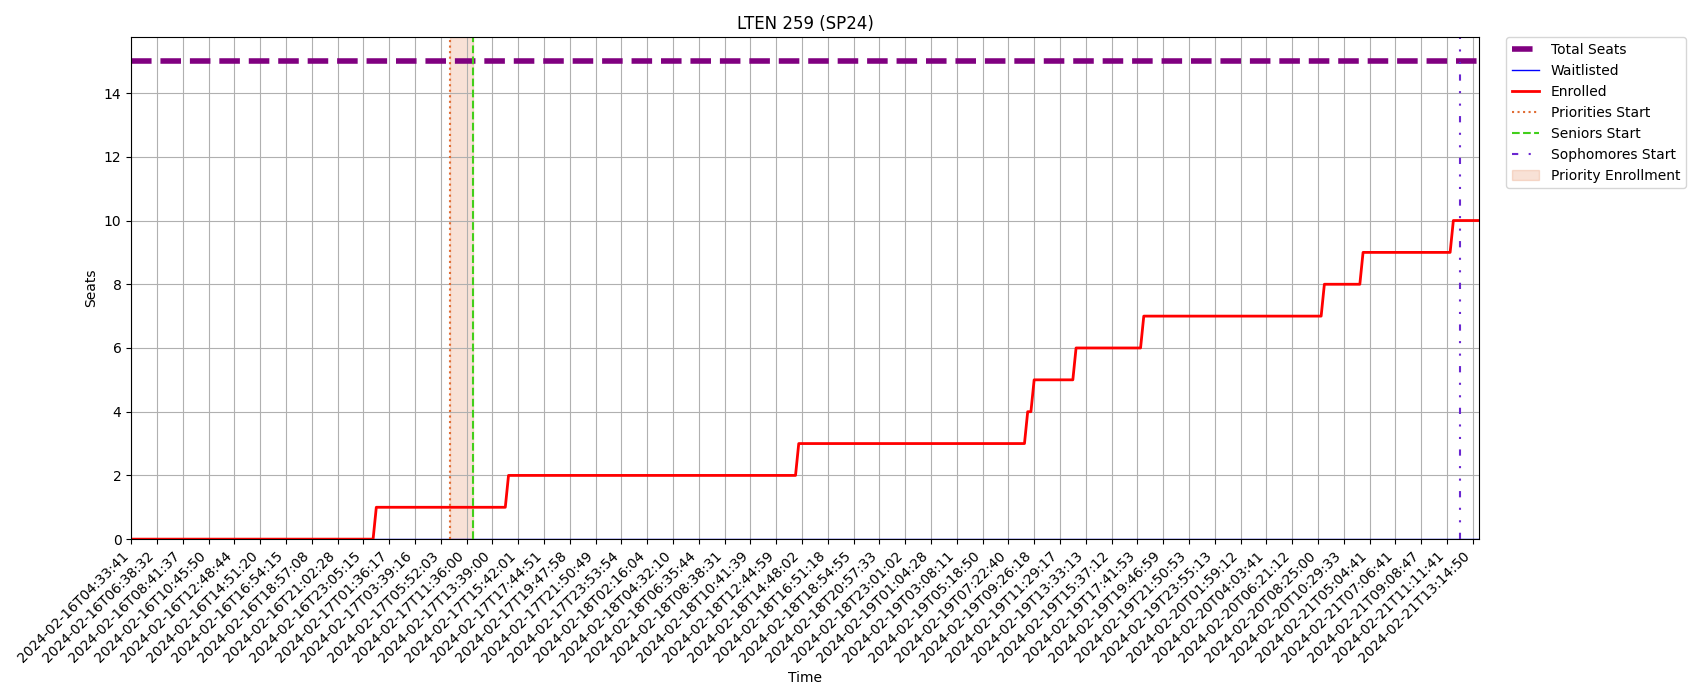 LTEN 259 (SP24)
Total Seats
Waitlisted
Enrolled
Priorities Start
Seniors Start
Sophomores Start
Priority Enrollment
Seats
14
12
10
8
6
4
2
0
2024-02-16T04:33:41
2024-02-16T06:38:32
2024-02-16T08:41:37
2024-02-16T10:45:50
2024-02-16T12:48:44
2024-02-16T14:51:20
2024-02-16T16:54:15
2024-02-16T18:57:08
2024-02-16T21:02:28
2024-02-16T23:05:15
2024-02-17T01:36:17
2024-02-17T03:39:16
2024-02-17T05:52:03
2024-02-17T11:36:00
2024-02-17T13:39:00
2024-02-17T15:42:01
2024-02-17T17:44:51
2024-02-17T19:47:58
2024-02-17T21:50:49
2024-02-17T23:53:54
2024-02-18T02:16:04
2024-02-18T04:32:10
2024-02-18T06:35:44
2024-02-18T08:38:31
2024-02-18T10:41:39
2024-02-18T12:44:59
2024-02-18T14:48:02
2024-02-18T16:51:18
2024-02-18T18:54:55
2024-02-18T20:57:33
2024-02-18T23:01:02
2024-02-19T01:04:28
2024-02-19T03:08:11
2024-02-19T05:18:50
2024-02-19T07:22:40
2024-02-19T09:26:18
2024-02-19T11:29:17
2024-02-19T13:33:13
2024-02-19T15:37:12
2024-02-19T17:41:53
2024-02-19T19:46:59
2024-02-19T21:50:53
2024-02-19T23:55:13
2024-02-20T01:59:12
2024-02-20T04:03:41
2024-02-20T06:21:12
2024-02-20T08:25:00
2024-02-20T10:29:33
2024-02-21T05:04:41
2024-02-21T07:06:41
2024-02-21T09:08:47
2024-02-21T11:11:41
2024-02-21T13:14:50
Time